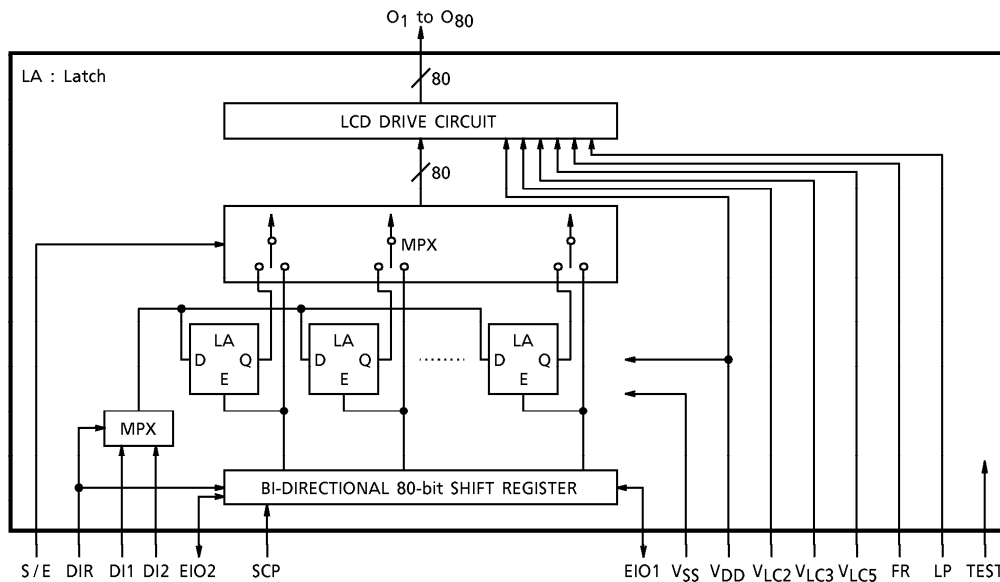 O1 to O80
LA : Latch
80
LCD DRIVE CIRCUIT
80
MPX
LA
D Q
E
LA
D Q
E
LA
D Q
E
MPX
BI-DIRECTIONAL 80-bit SHIFT REGISTER
S/E DIR DI1 DI2 EIO2 SCP EIO1 VSS VDD VLC2 VLC3 VLC5 FR LP TEST